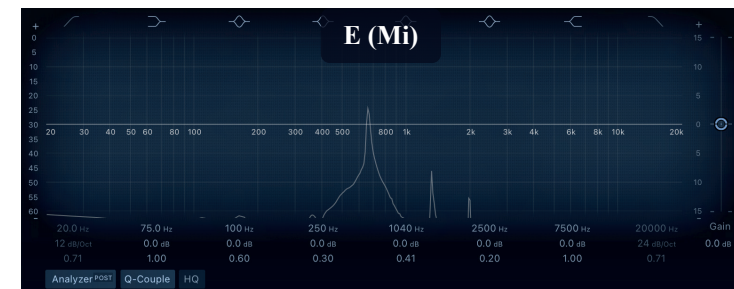 E (Mi)
+ +
0 15
5
10 10
15
20 5
25
30 0
20 30 40 50 60 80 100 200 300 400 500 800 1k 2k 3k 4k 6k 8k 10k 20k
35
40 5
45
50 10
55
60 15
− −
20.0 Hz 75.0 Hz 100 Hz 250 Hz 1040 Hz 2500 Hz 7500 Hz 20000 Hz Gain
12 dB/Oct 0.0 dB 0.0 dB 0.0 dB 0.0 dB 0.0 dB 0.0 dB 24 dB/Oct 0.0 dB
0.71 1.00 0.60 0.30 0.41 0.20 1.00 0.71
Analyzer POST Q-Couple HQ